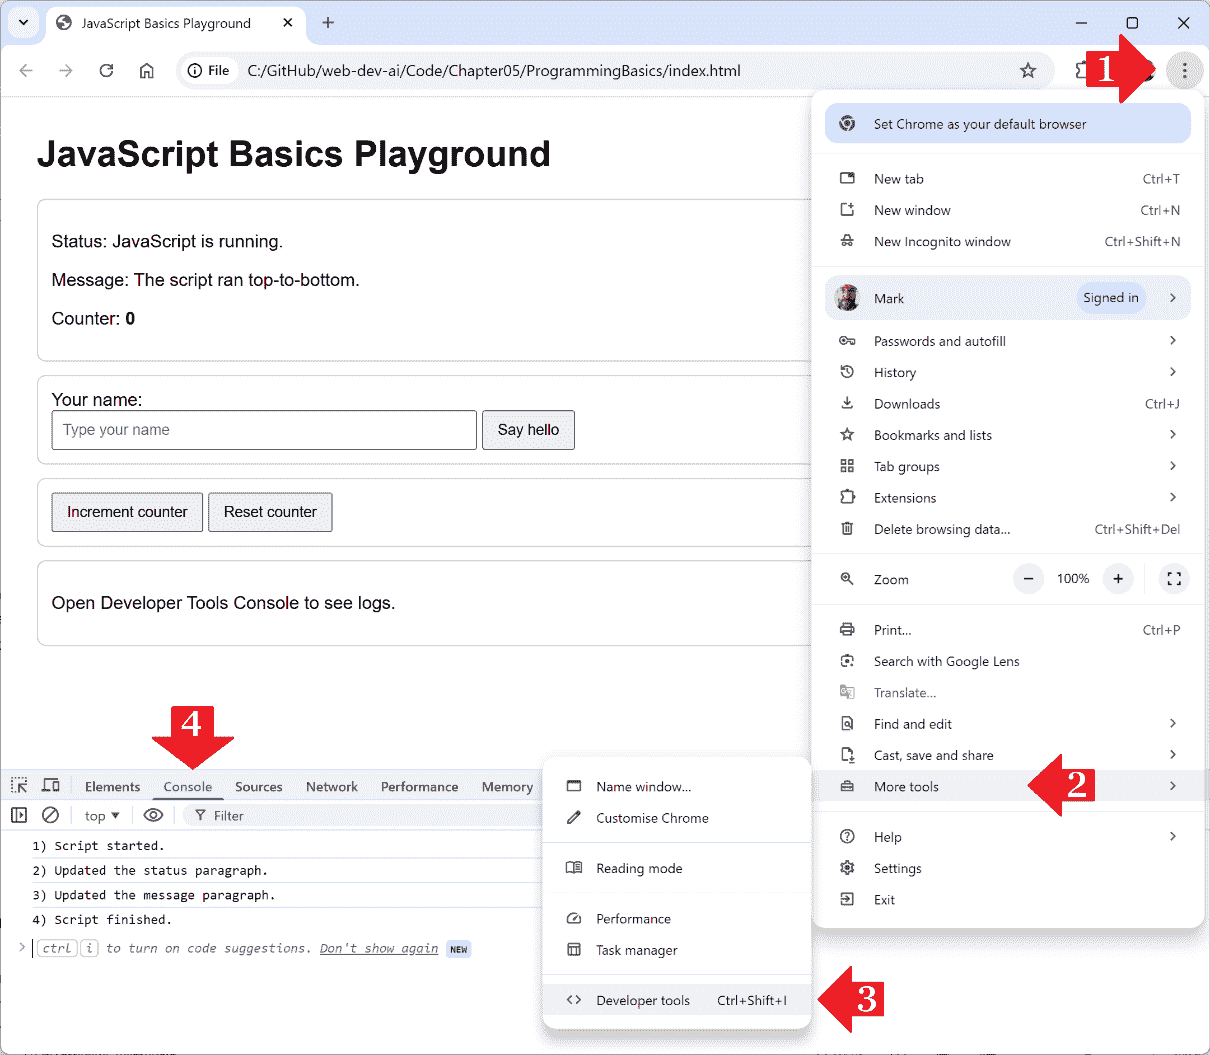 JavaScript Basics Playground
File C:/GitHub/web-dev-ai/Code/Chapter05/ProgrammingBasics/index.html
1
JavaScript Basics Playground
Status: JavaScript is running.
Message: The script ran top-to-bottom.
Counter: 0
Your name:
Type your name Say hello
Increment counter Reset counter
Open Developer Tools Console to see logs.
Set Chrome as your default browser
New tab Ctrl+T
New window Ctrl+N
New Incognito window Ctrl+Shift+N
Mark Signed in
Passwords and autofill
History
Downloads Ctrl+J
Bookmarks and lists
Tab groups
Extensions
Delete browsing data... Ctrl+Shift+Del
Zoom 100%
Print... Ctrl+P
Search with Google Lens
Translate...
Find and edit
Cast, save and share
More tools 2
Help
Settings
Exit
Name window...
Customise Chrome
Reading mode
Performance
Task manager
Developer tools Ctrl+Shift+I 3
4
Elements Console Sources Network Performance Memory
top Filter
1) Script started.
2) Updated the status paragraph.
3) Updated the message paragraph.
4) Script finished.
ctrl i to turn on code suggestions. Don't show again NEW